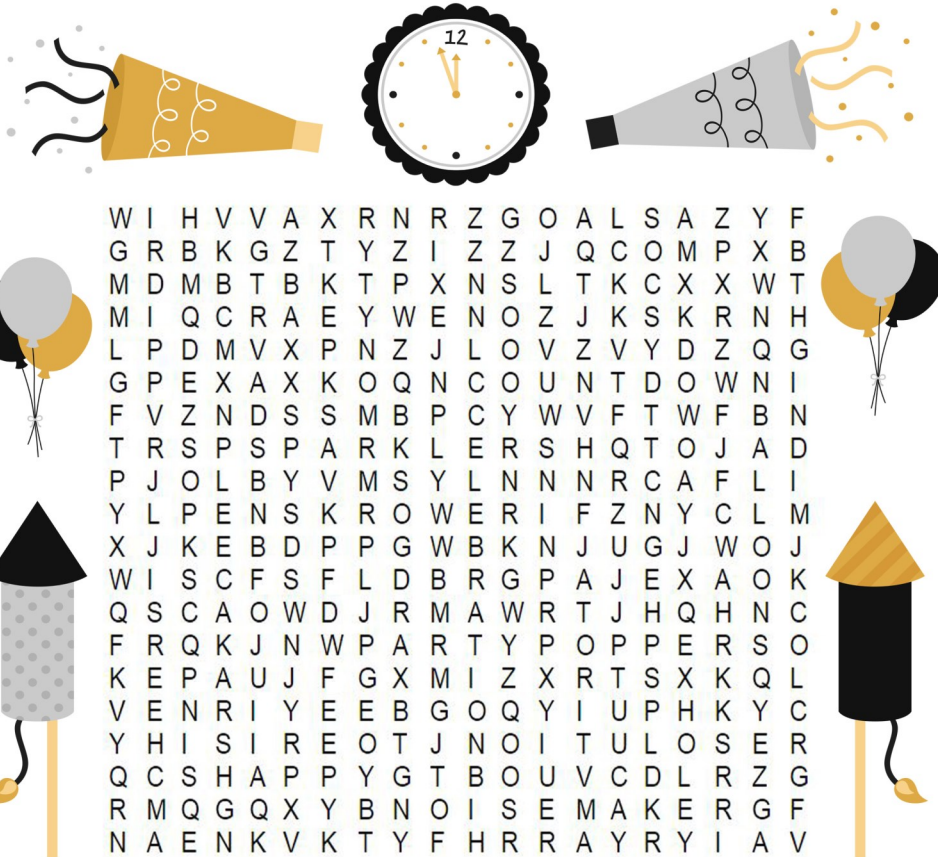 12
W I H V V A X R N R Z G O A L S A Z Y F
G R B K G Z T Y Z I Z Z J Q C O M P X B
M D M B T B K T P X N S L T K C X X W T
M I Q C R A E Y W E N O Z J K S K R N H
L P D M V X P N Z J L O V Z V Y D Z Q G
G P E X A X K O Q N C O U N T D O W N I
F V Z N D S S M B P C Y W V F T W F B N
T R S P S P A R K L E R S H Q T O J A D
P J O L B Y V M S Y L N N N R C A F L I
Y L P E N S K R O W E R I F Z N Y C L M
X J K E B D P P G W B K N J U G J W O J
W I S C F S F L D B R G P A J E X A O K
Q S C A O W D J R M A W R T J H Q H N C
F R Q K J N W P A R T Y P O P P E R S O
K E P A U J F G X M I Z X R T S X K Q L
V E N R I Y E E B G O Q Y I U P H K Y C
Y H I S I R E O T J N O I T U L O S E R
Q C S H A P P Y G T B O U V C D L R Z G
R M Q G Q X Y B N O I S E M A K E R G F
N A E N K V K T Y F H R R A Y R Y I A V